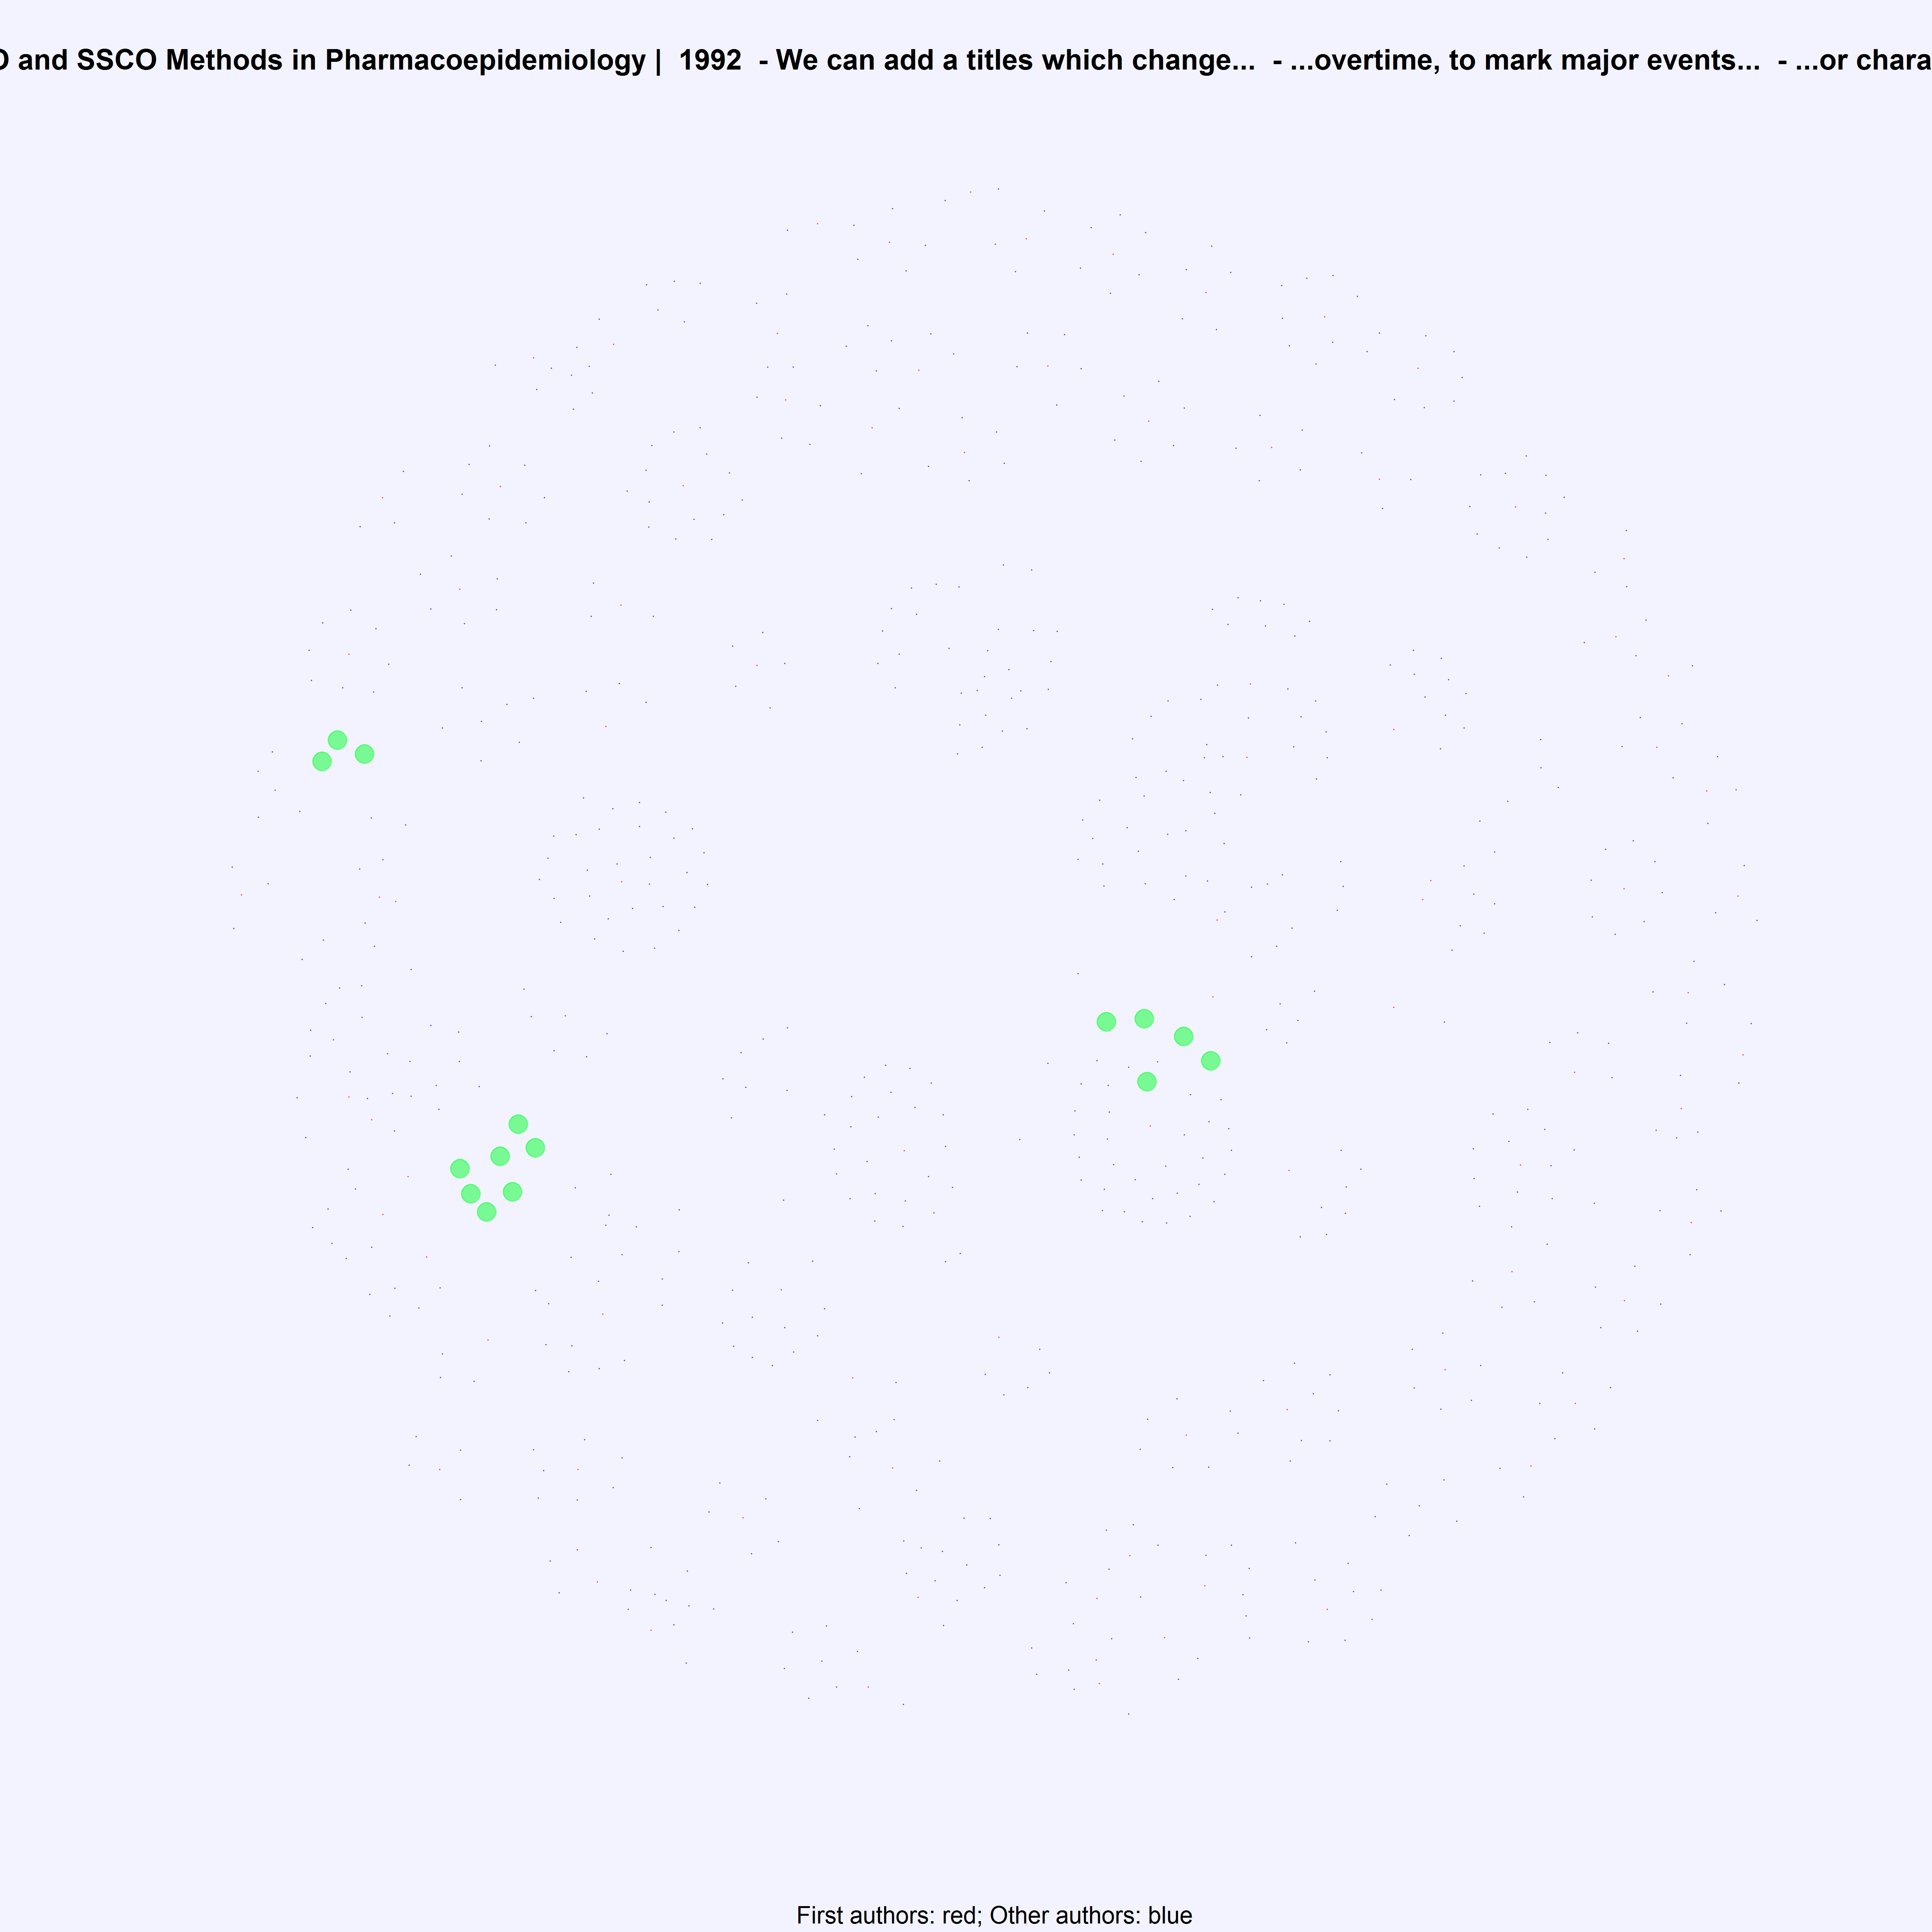 and SSCO Methods in Pharmacoepidemiology | 1992 - We can add a titles which change... - ...overtime, to mark major events... - ...or
First authors: red; Other authors: blue